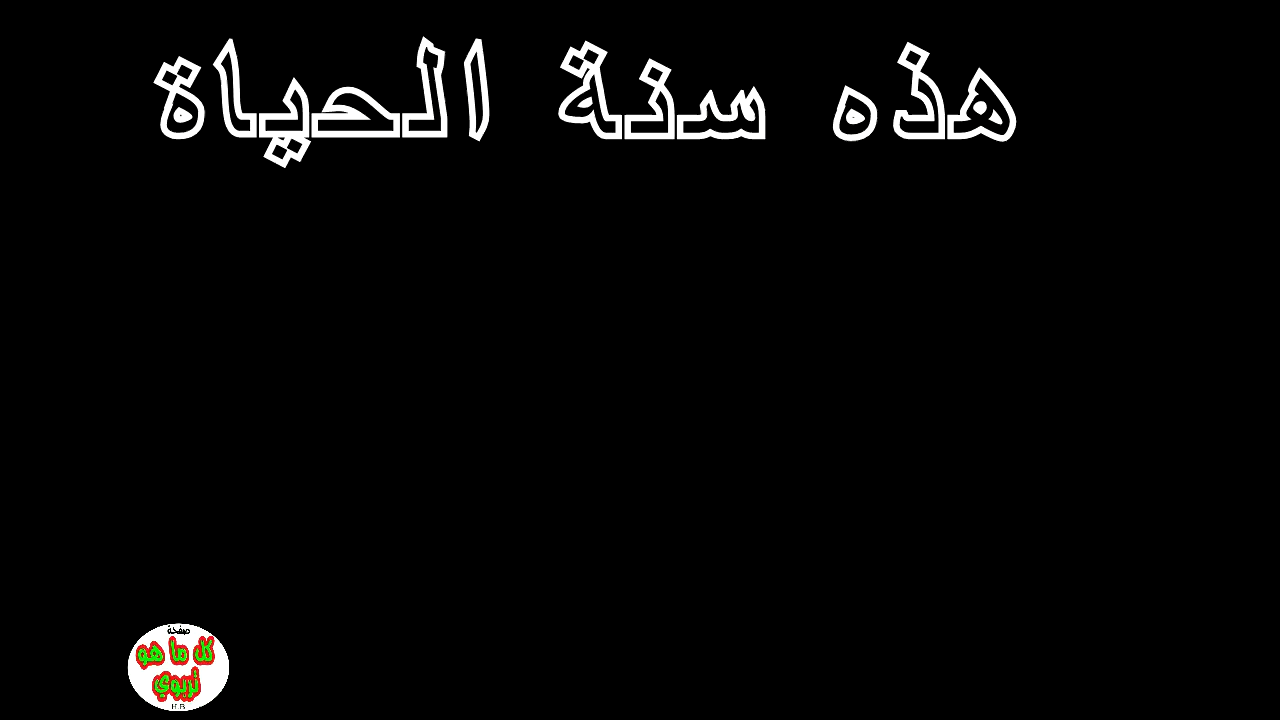 هذه سنة الحياة
صفحة
كل ما هو
تربوي
H.B